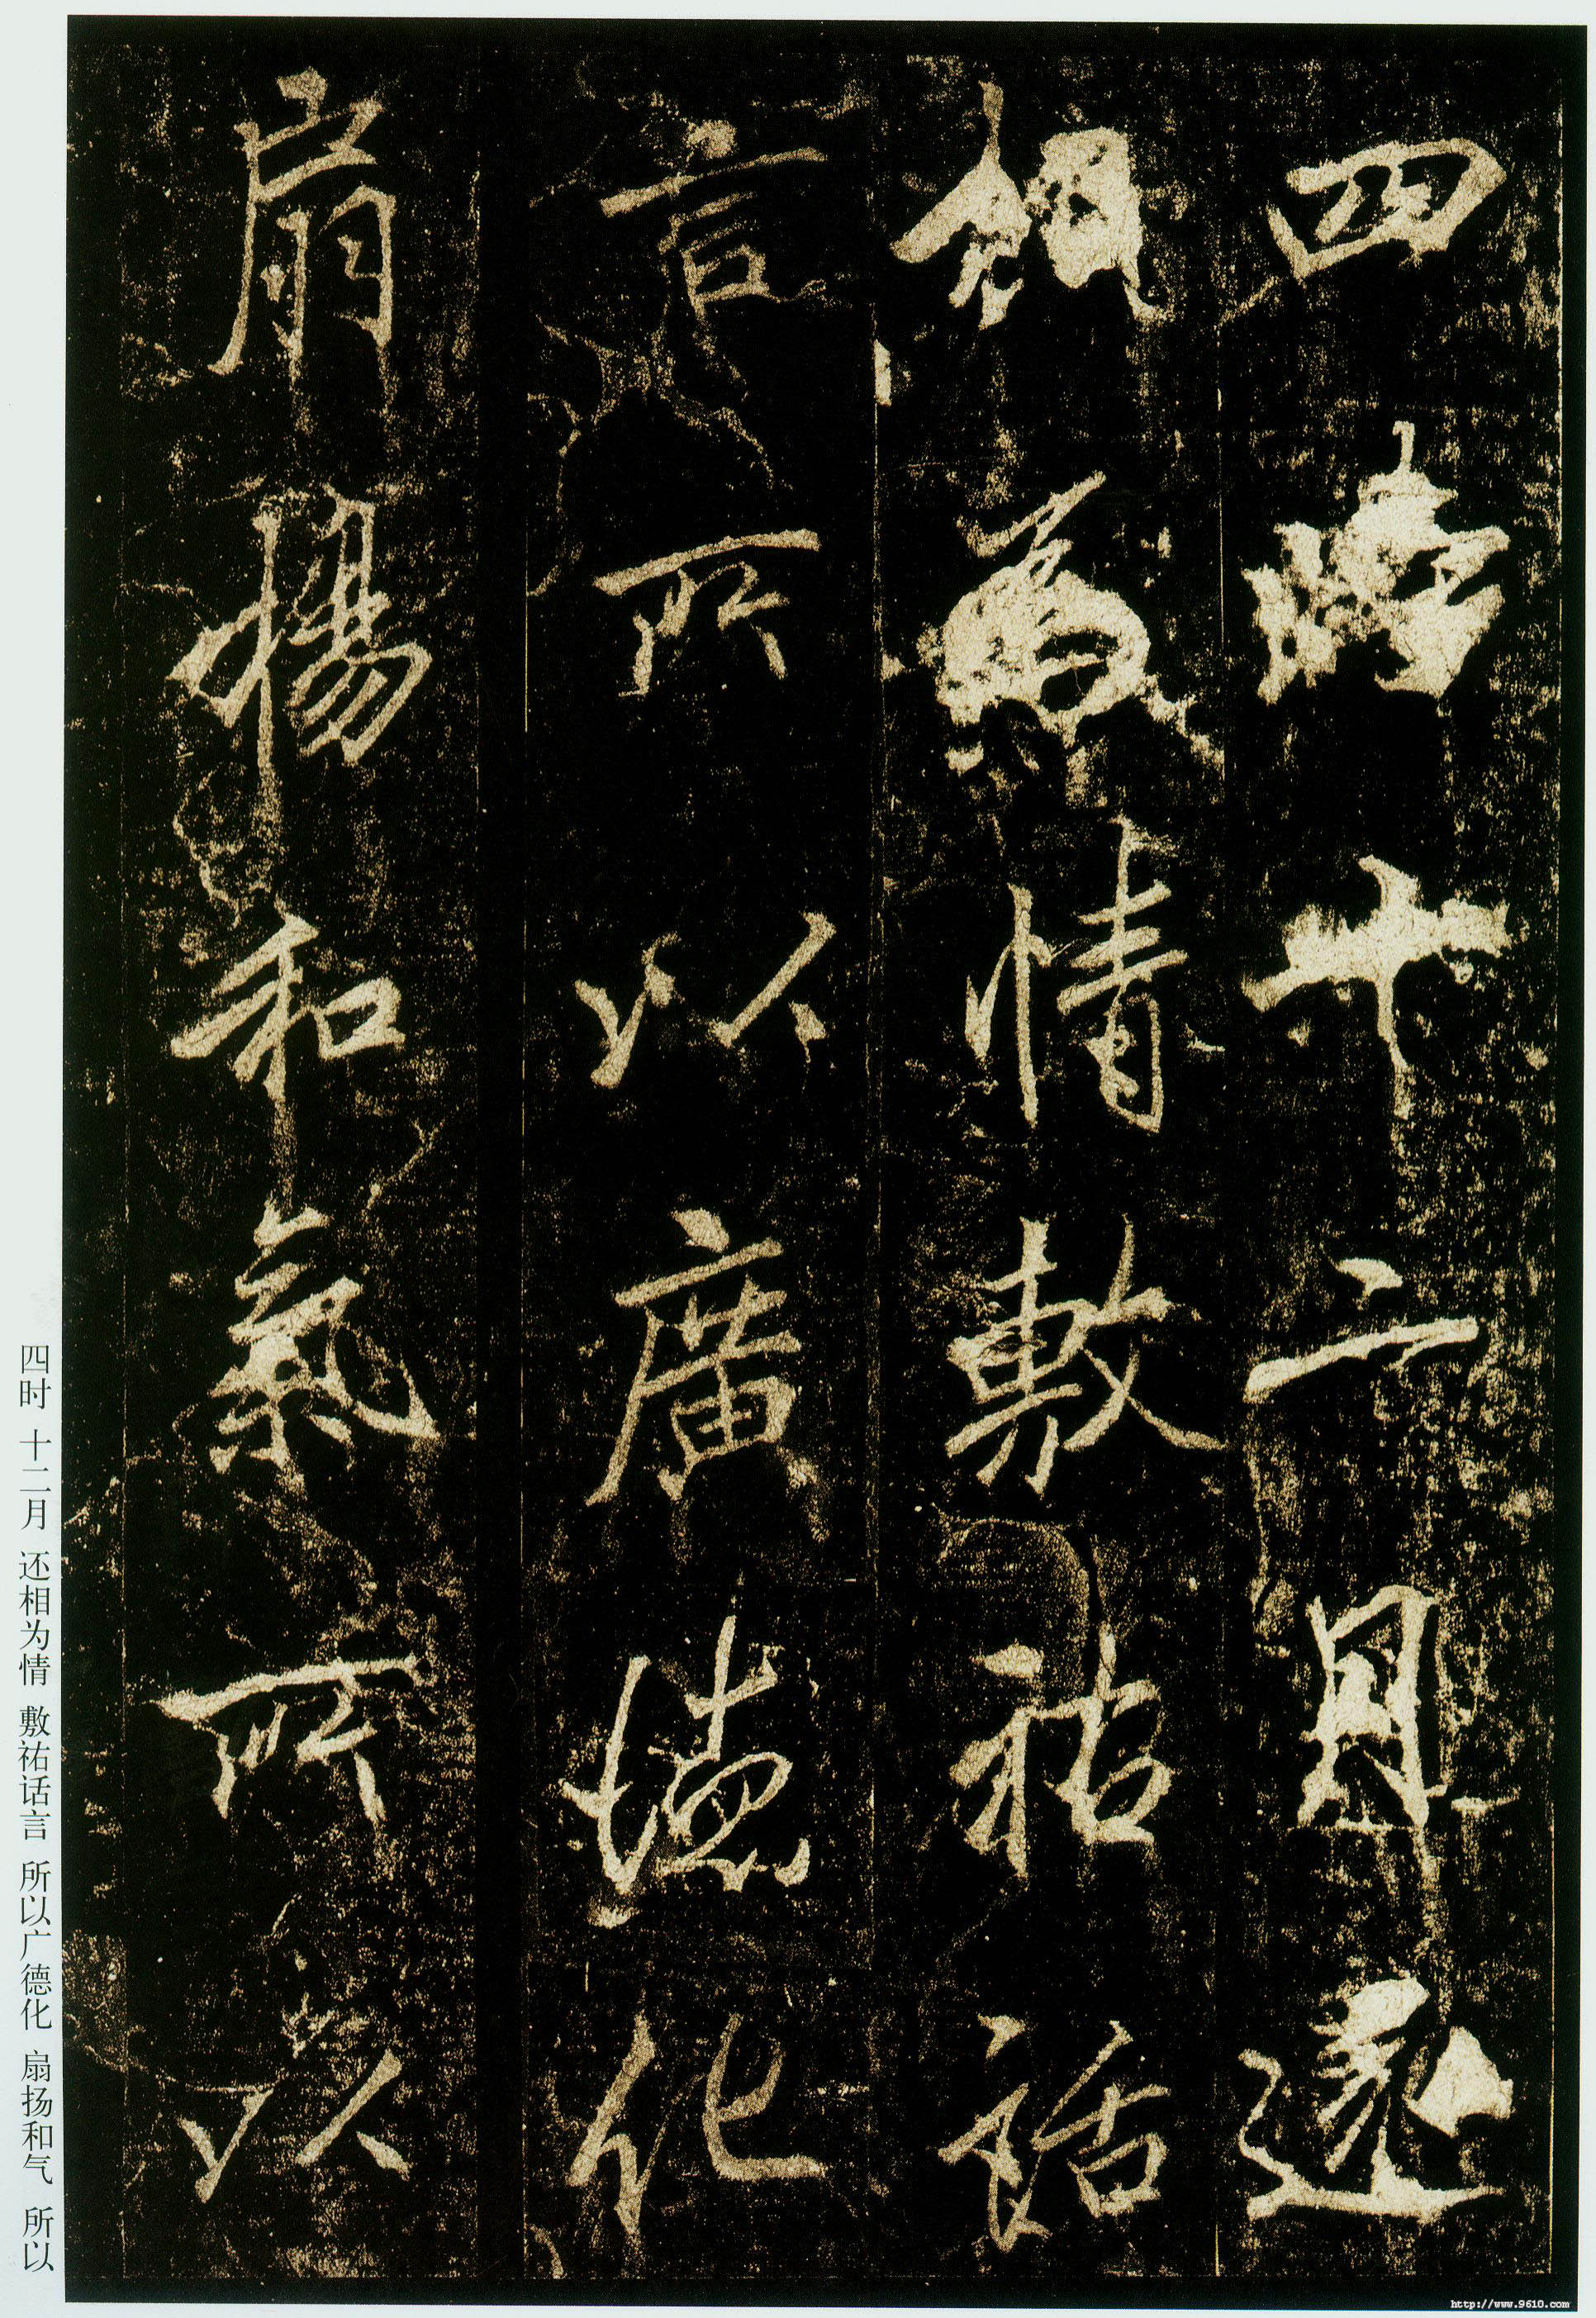 四時十二月還
相為情敷祐話
言所以廣德化
扇揚和氣所以
四时 十二月 还相为情 敷祐话言 所以广德化 扇扬和气 所以
http://www.9610.com